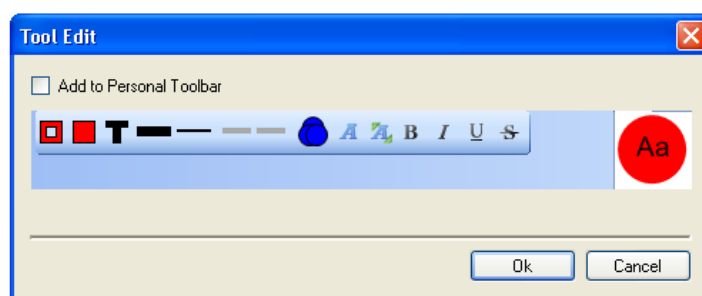 Tool Edit
Add to Personal Toolbar
T A A B I U S
Aa
Ok Cancel